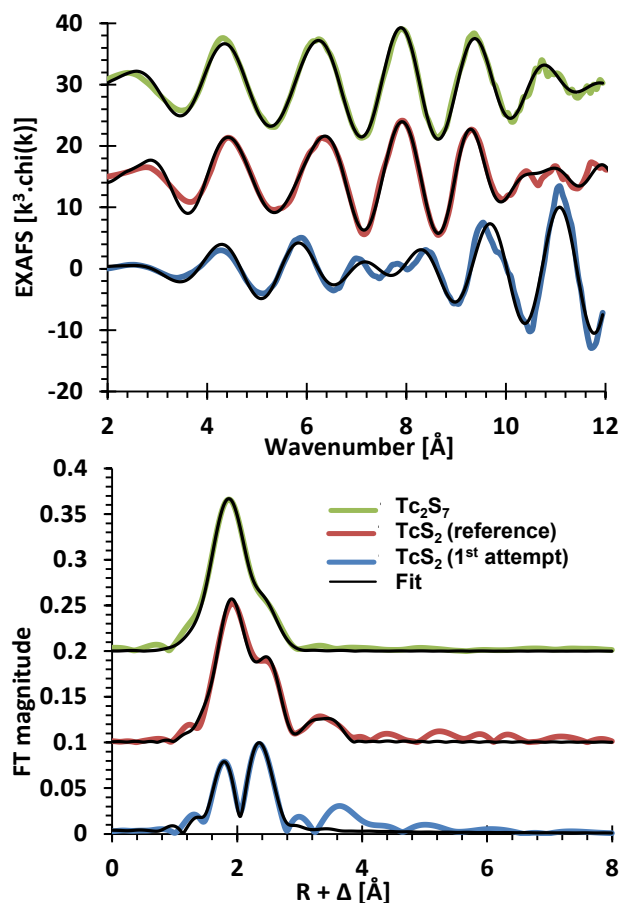 40
30
20
10
0
-10
-20
EXAFS [k³.chi(k)]
2 4 6 8 10 12
Wavenumber [Å]
0.4
0.35
0.3
0.25
0.2
0.15
0.1
0.05
0
FT magnitude
Tc₂S₇
TcS₂ (reference)
TcS₂ (1ˢᵗ attempt)
Fit
0 2 4 6 8
R + Δ [Å]